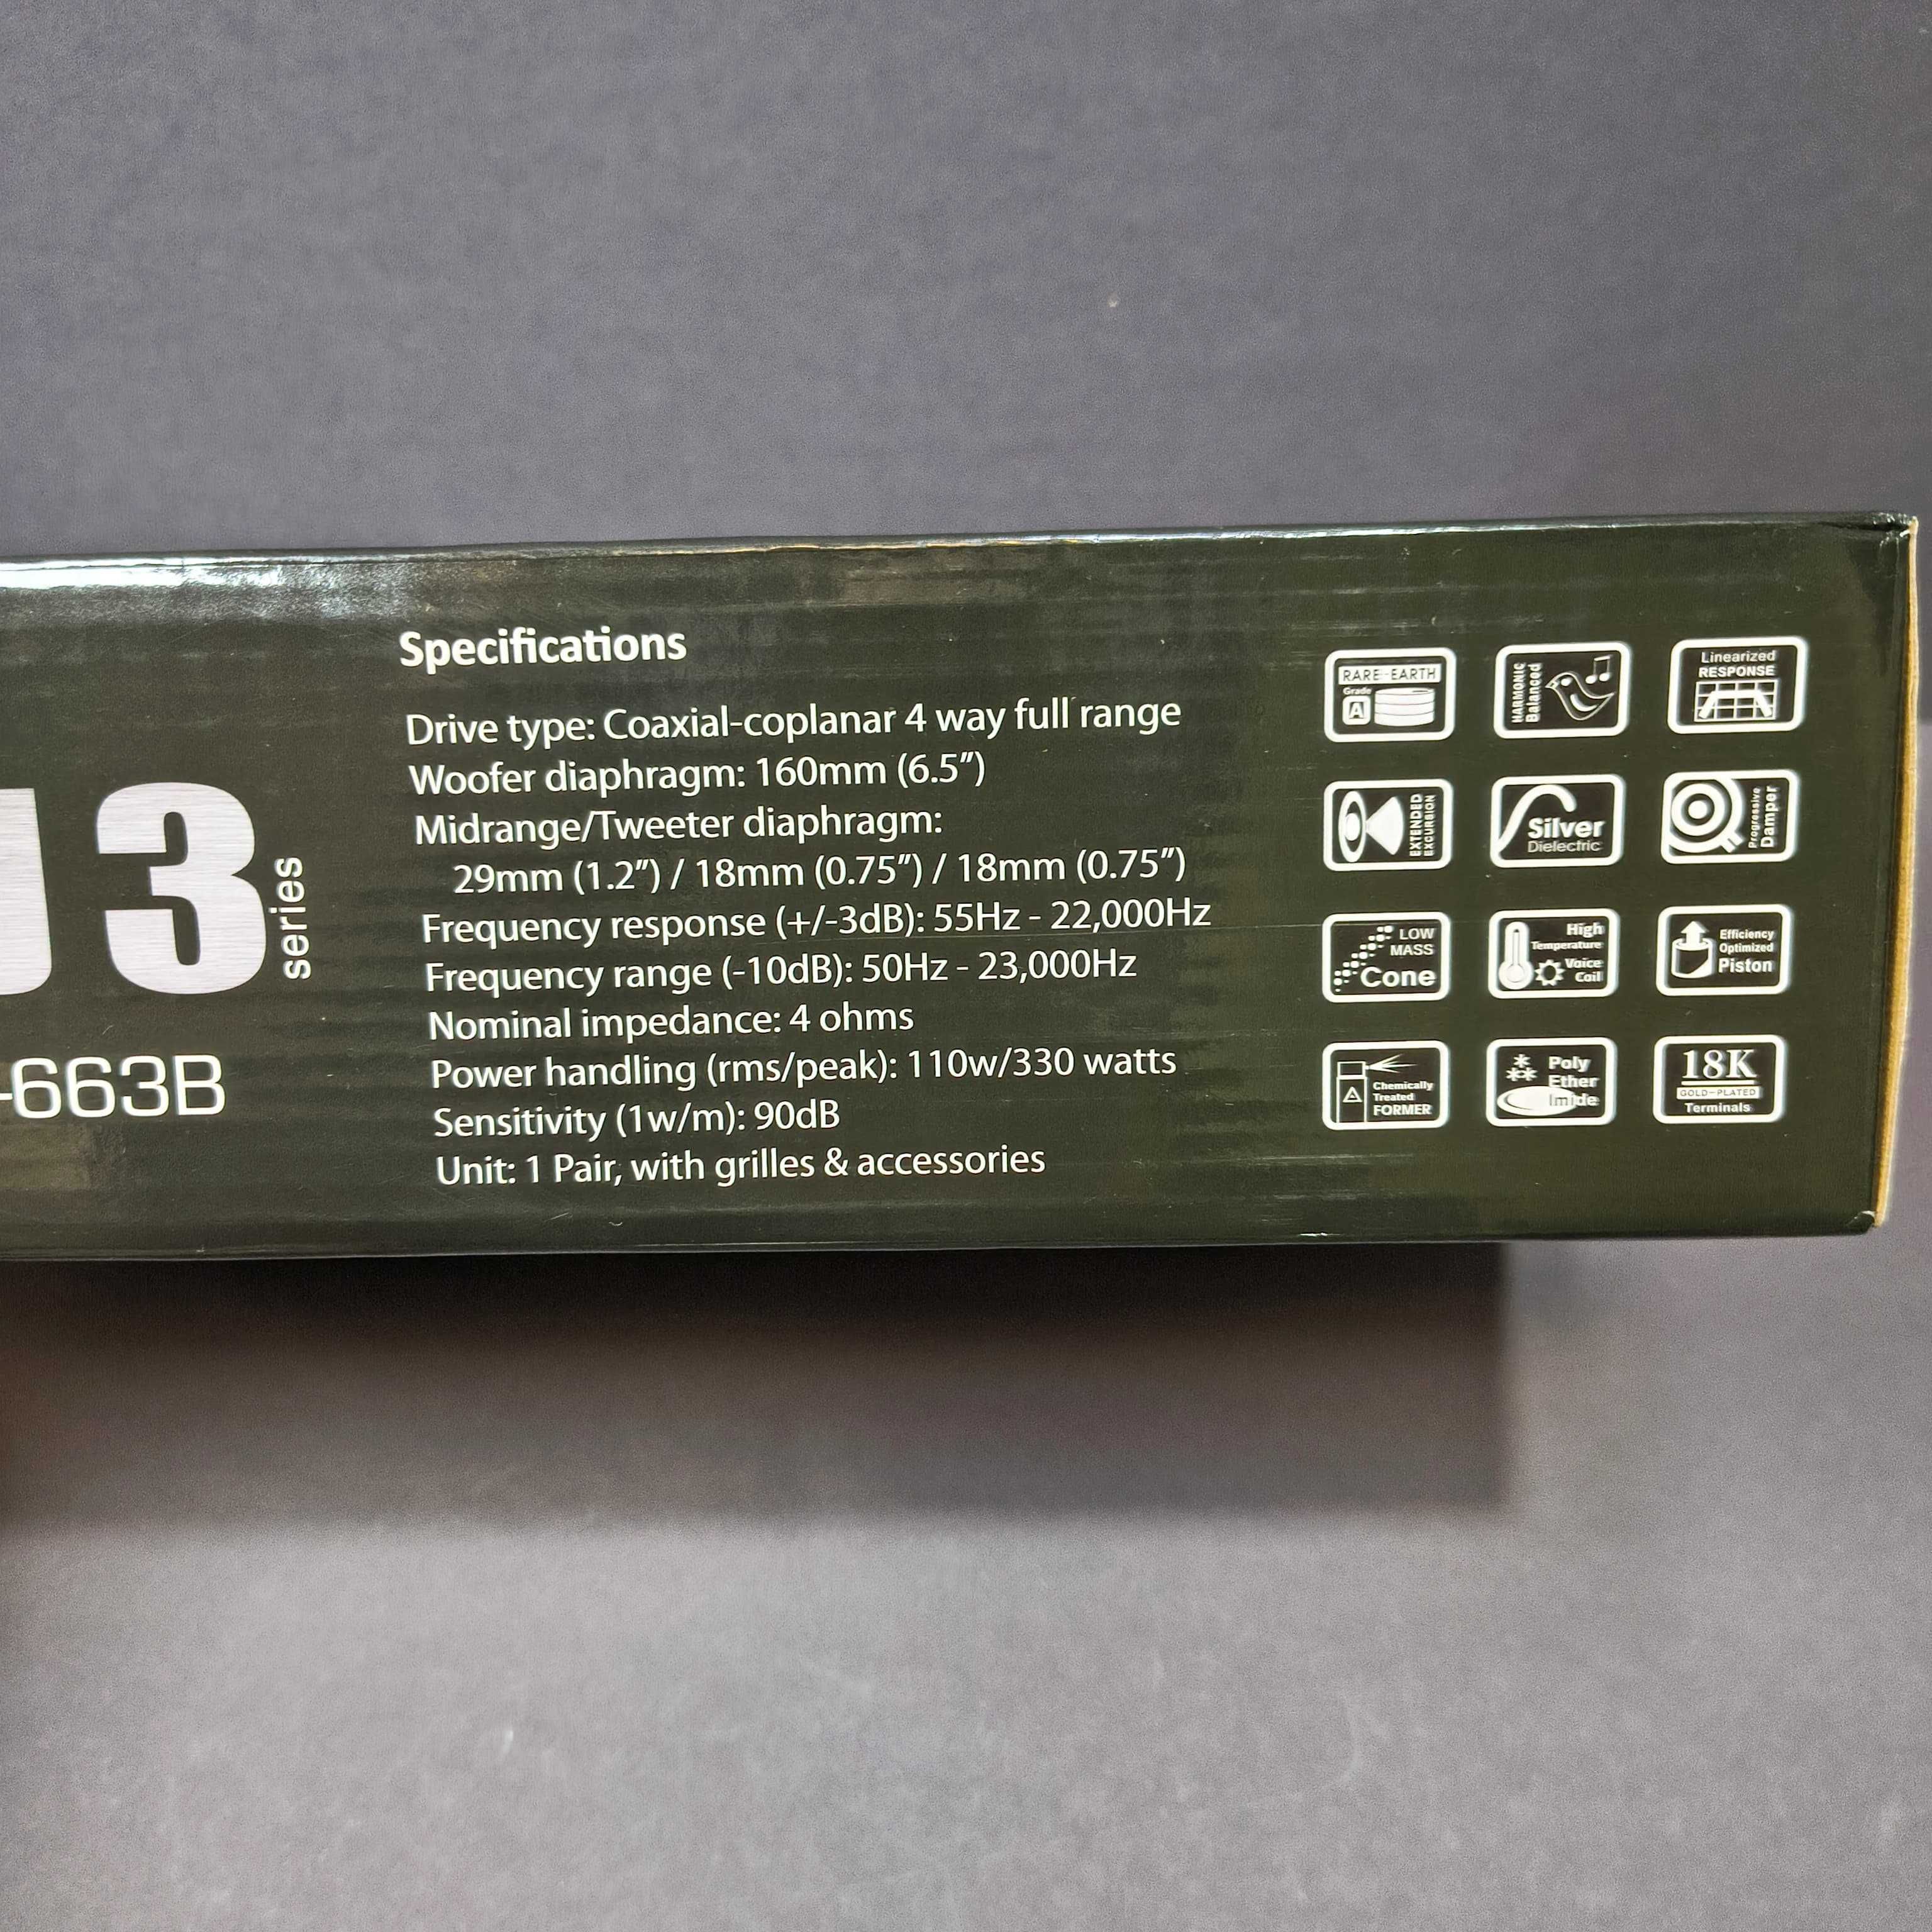 3
series
-663B
Specifications
Drive type: Coaxial-coplanar 4 way full range
Woofer diaphragm: 160mm (6.5″)
Midrange/Tweeter diaphragm:
29mm (1.2″) / 18mm (0.75″) / 18mm (0.75″)
Frequency response (+/-3dB): 55Hz - 22,000Hz
Frequency range (-10dB): 50Hz - 23,000Hz
Nominal impedance: 4 ohms
Power handling (rms/peak): 110w/330 watts
Sensitivity (1w/m): 90dB
Unit: 1 Pair, with grilles & accessories
RARE-EARTH
Grade
A
HARMONIC
Balanced
Linearized
RESPONSE
EXTENDED
EXCURSION
Silver
Dielectric
Progressive
Damper
LOW
MASS
Cone
High
Temperature
Voice
Coil
Efficiency
Optimized
Piston
Chemically
Treated
FORMER
Poly
Ether
Imide
18K
GOLD-PLATED
Terminals